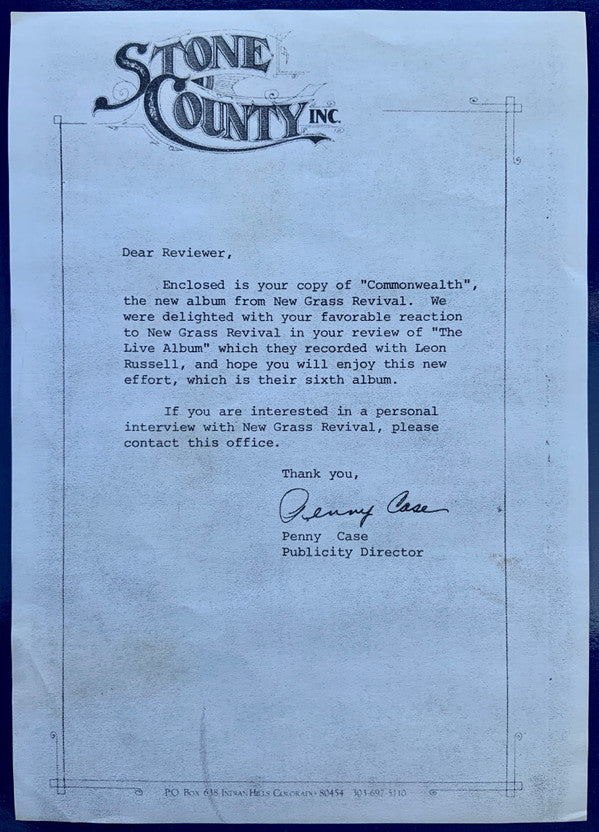 STONE
COUNTY INC.
Dear Reviewer,
Enclosed is your copy of "Commonwealth",
the new album from New Grass Revival. We
were delighted with your favorable reaction
to New Grass Revival in your review of "The
Live Album" which they recorded with Leon
Russell, and hope you will enjoy this new
effort, which is their sixth album.
If you are interested in a personal
interview with New Grass Revival, please
contact this office.
Thank you,
Penny Case
Penny Case
Publicity Director
P.O. BOX 638 INDIAN HILLS COLORADO 80454 303-697-5110